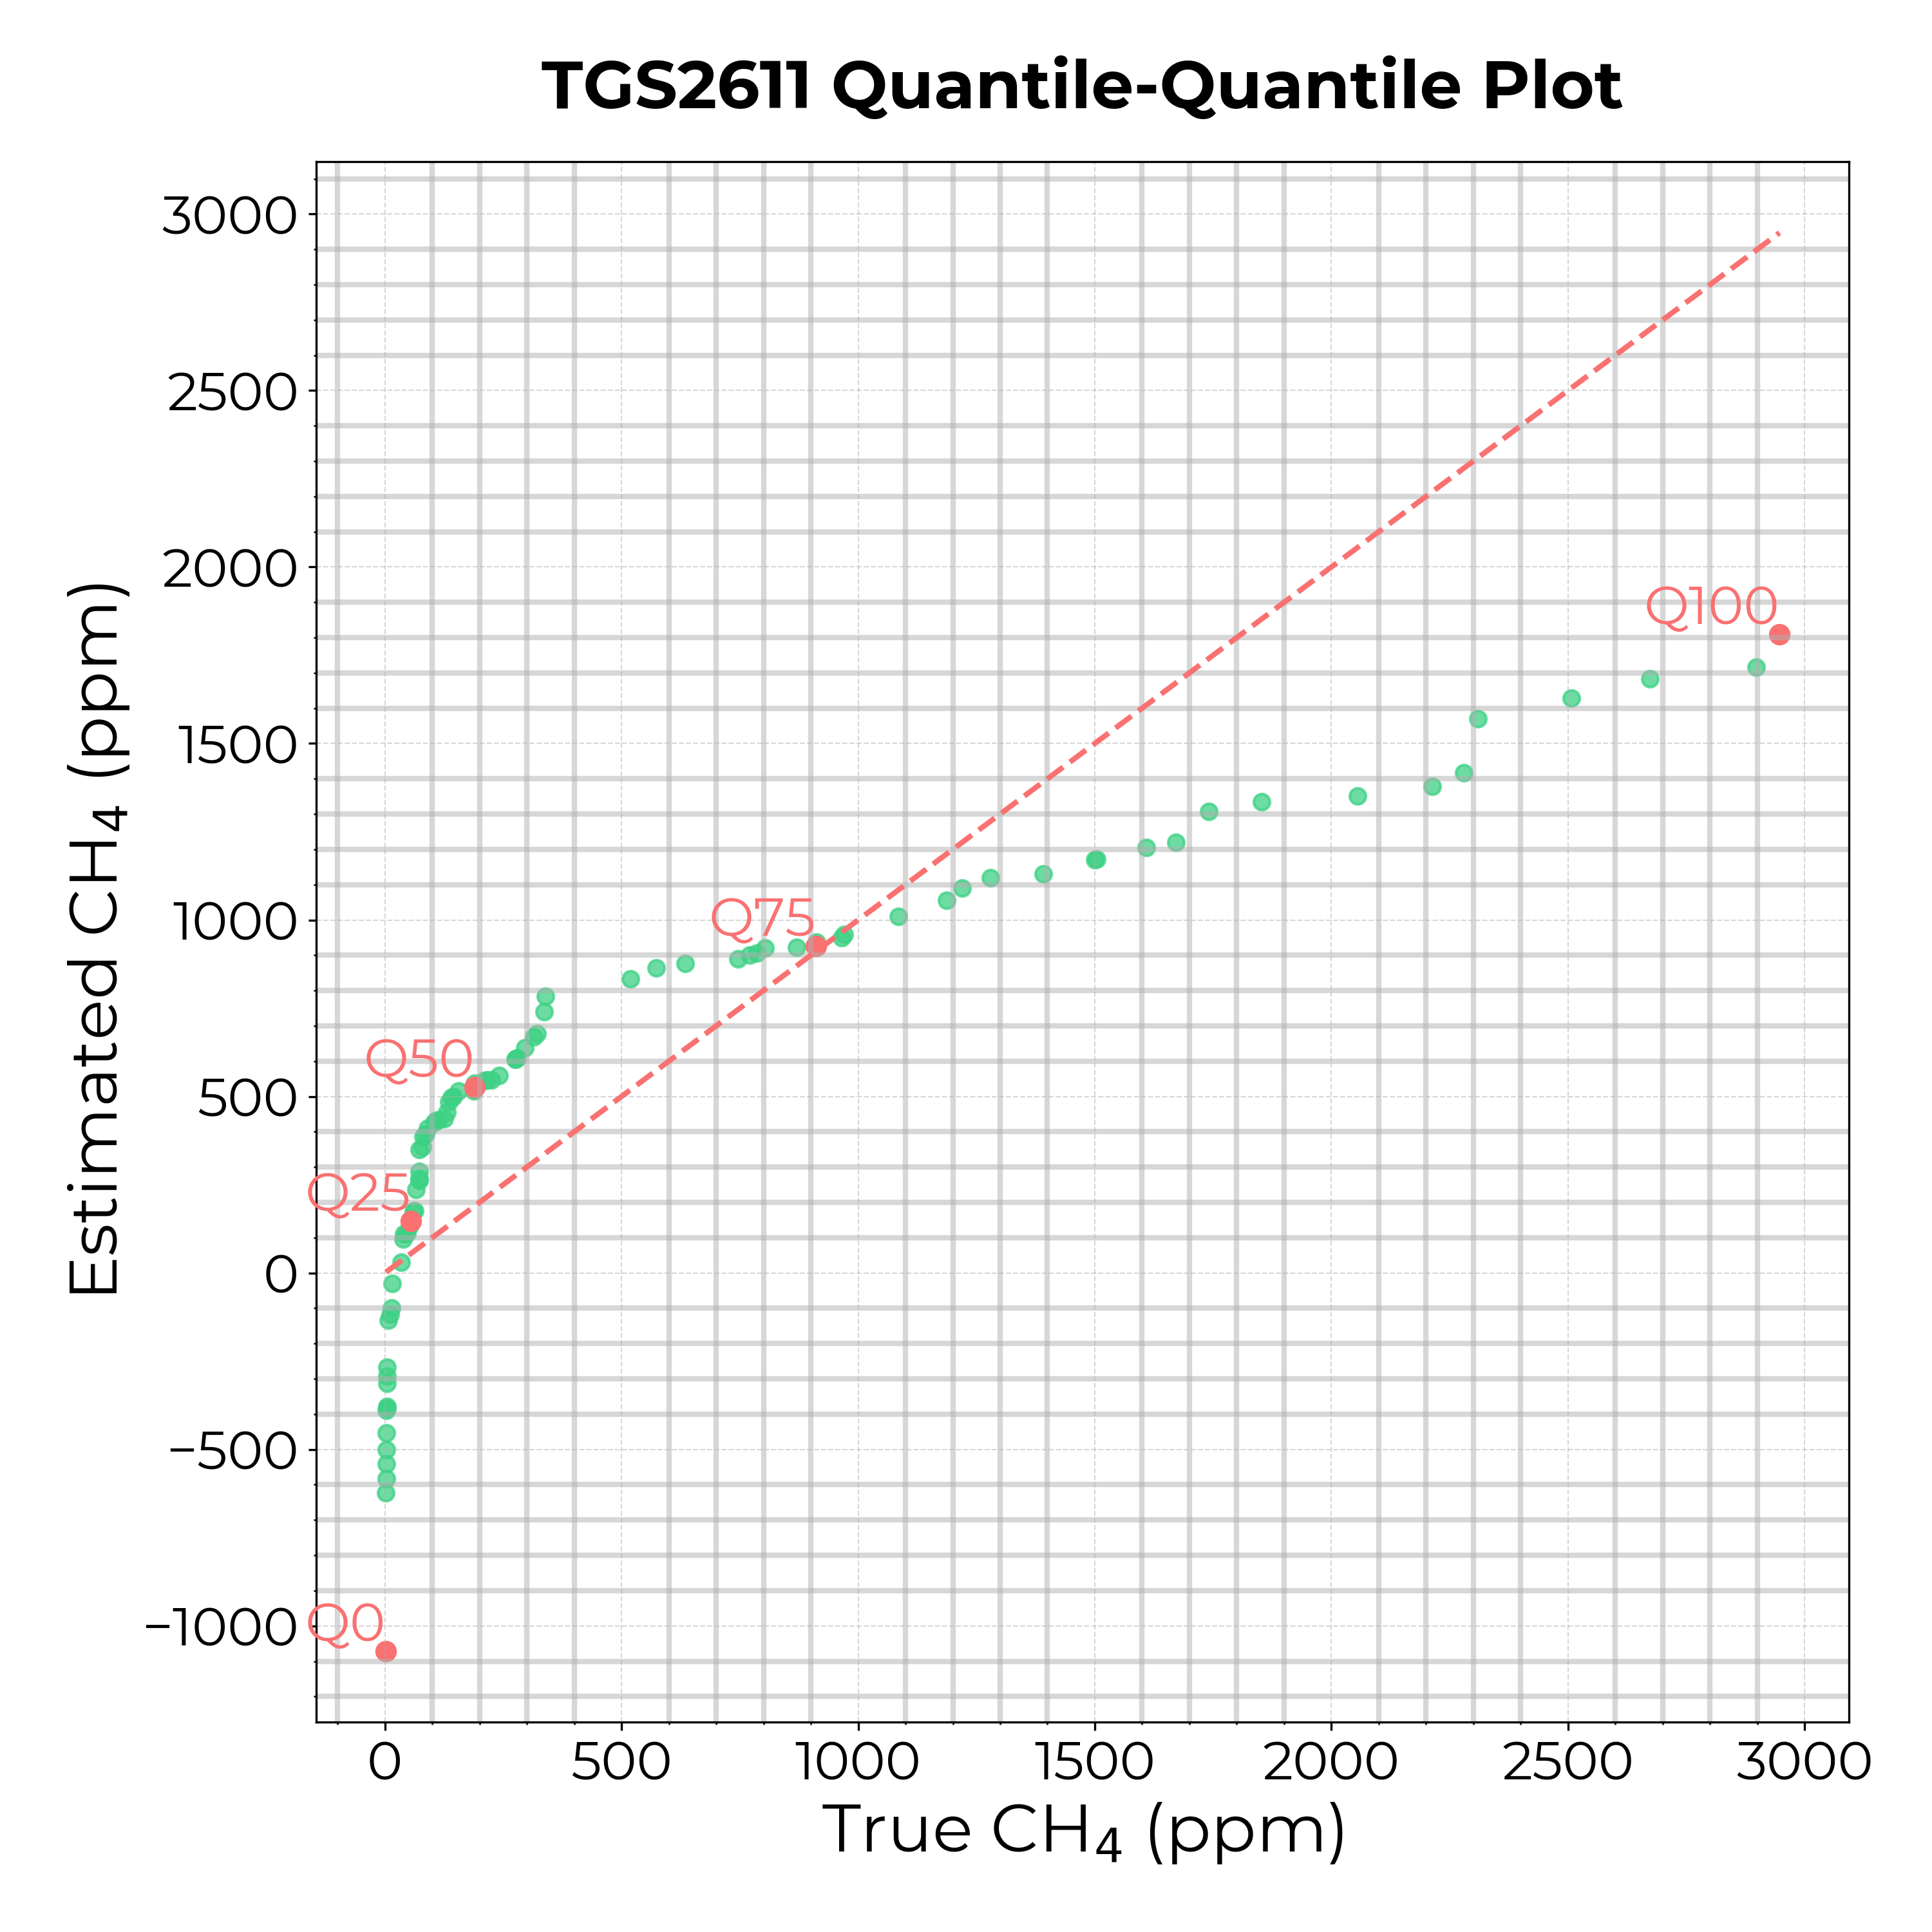 TGS2611 Quantile-Quantile Plot
Estimated CH₄ (ppm)
3000
2500
2000
1500
1000
500
0
−500
−1000
Q100
Q75
Q50
Q25
Q0
0 500 1000 1500 2000 2500 3000
True CH₄ (ppm)